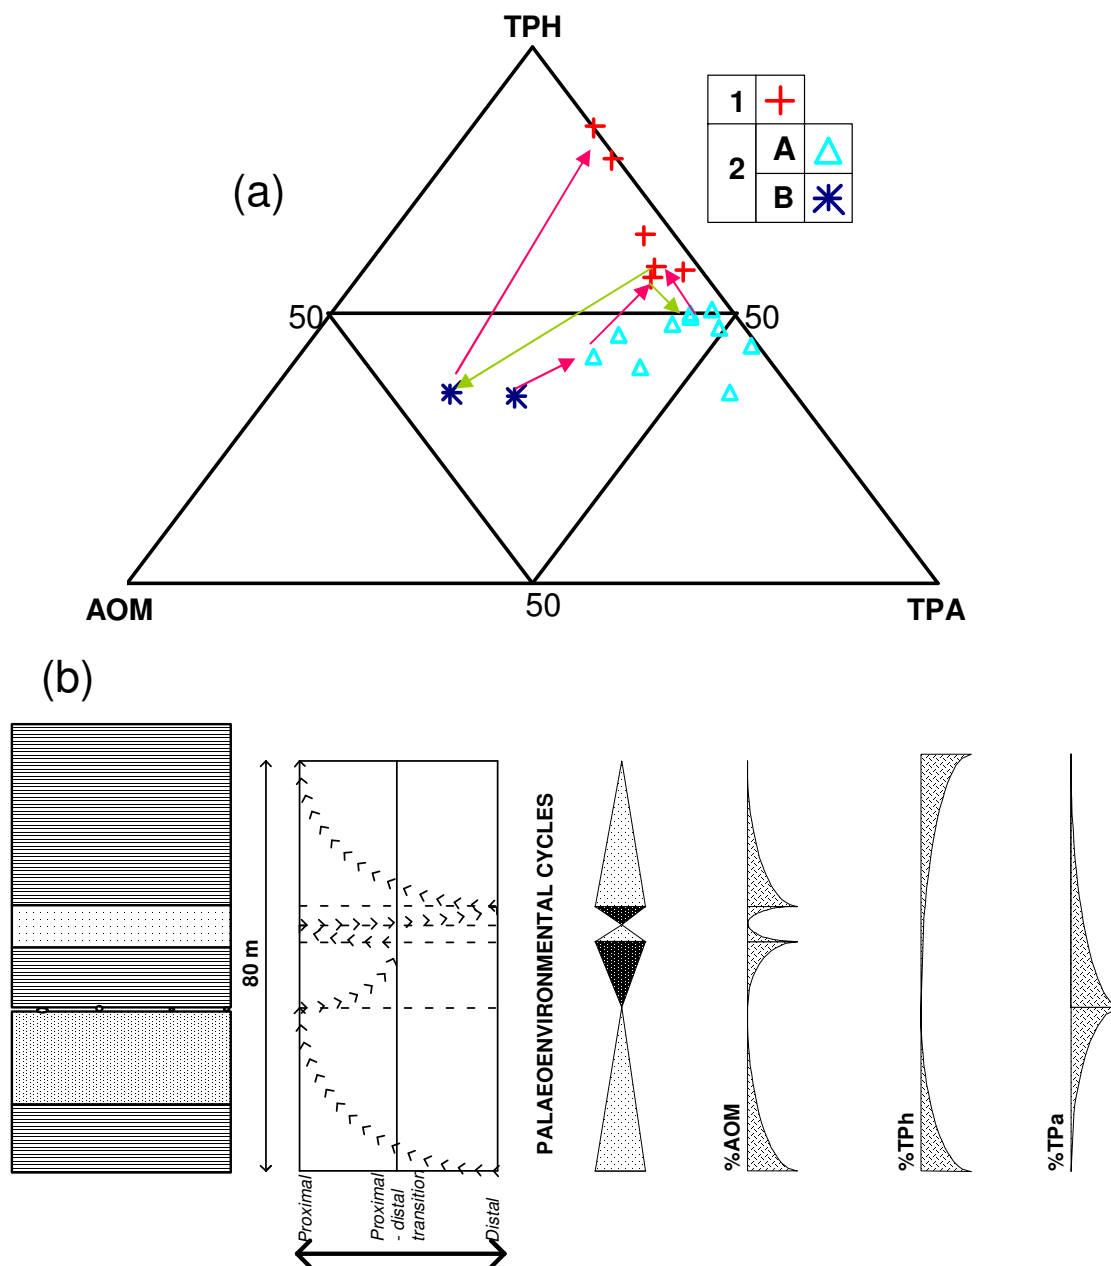 TPH
1
2
A
B
(a)
50
50
50
AOM
TPA
(b)
80 m
PALAEOENVIRONMENTAL CYCLES
%AOM
%TPh
%TPa
Proximal
Proximal
- distal
transition
Distal